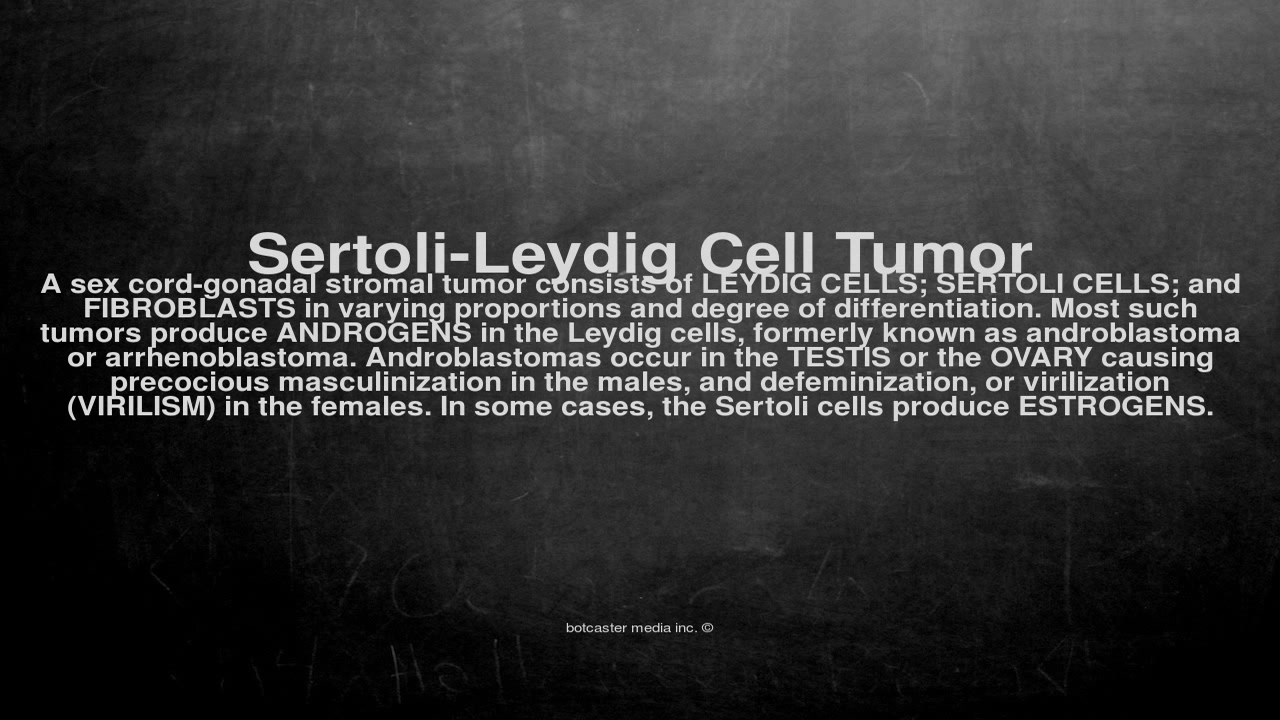 Sertoli-Leydig Cell Tumor
A sex cord-gonadal stromal tumor consists of LEYDIG CELLS; SERTOLI CELLS; and
FIBROBLASTS in varying proportions and degree of differentiation. Most such
tumors produce ANDROGENS in the Leydig cells, formerly known as androblastoma
or arrhenoblastoma. Androblastomas occur in the TESTIS or the OVARY causing
precocious masculinization in the males, and defeminization, or virilization
(VIRILISM) in the females. In some cases, the Sertoli cells produce ESTROGENS.
botcaster media inc. ©